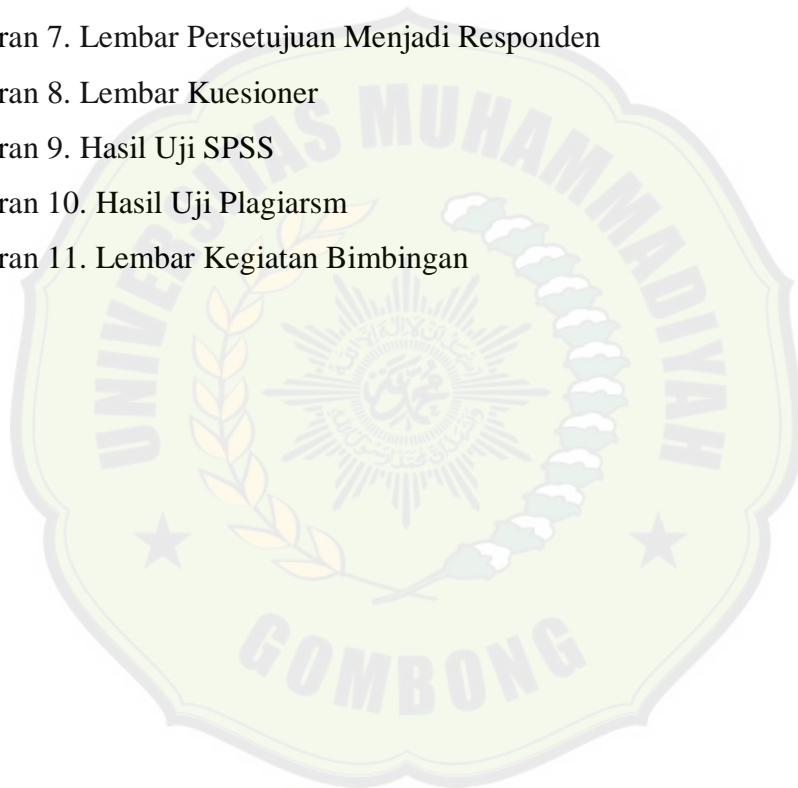 ran 7. Lembar Persetujuan Menjadi Responden
ran 8. Lembar Kuesioner
ran 9. Hasil Uji SPSS
ran 10. Hasil Uji Plagiarsm
ran 11. Lembar Kegiatan Bimbingan
UNIVERSITAS MUHAMMADIYAH
GOMBONG